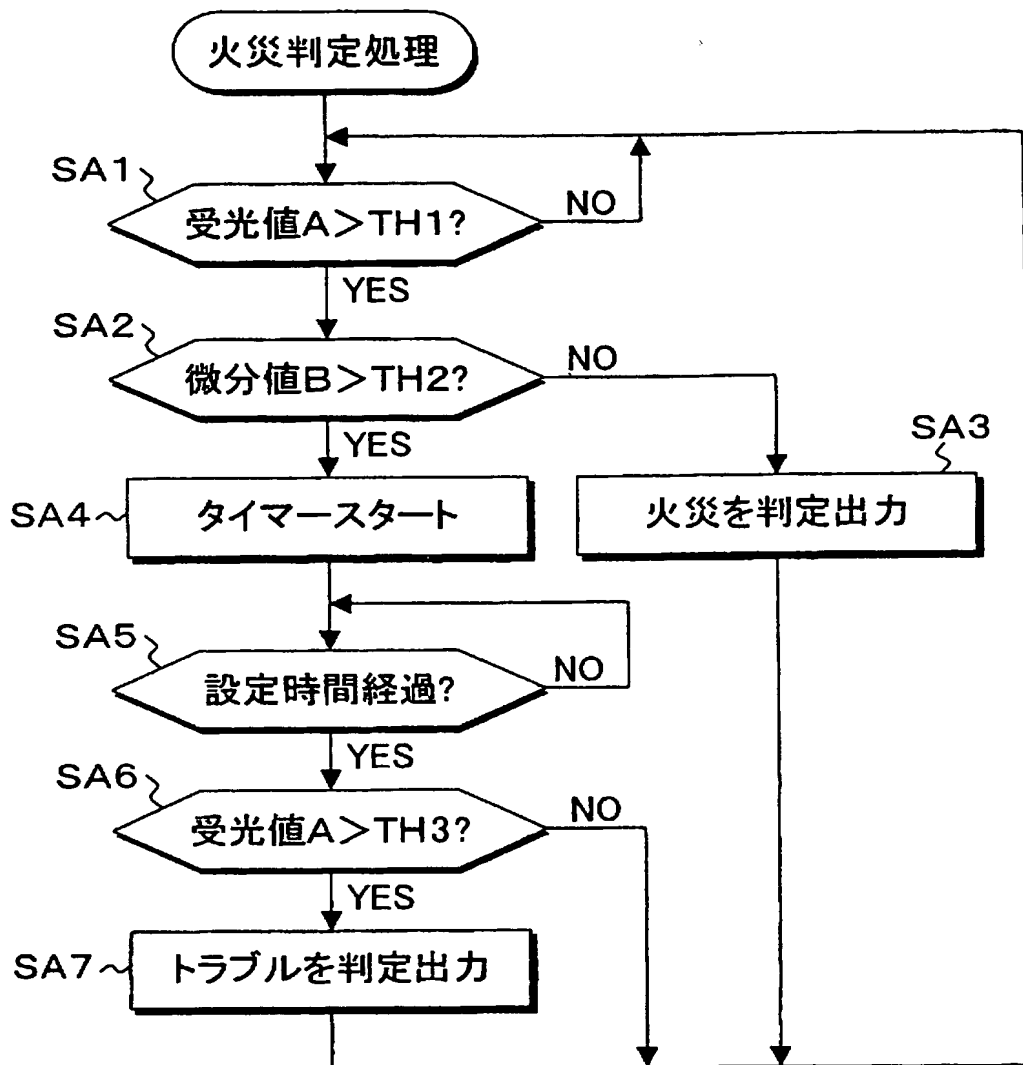 火災判定処理
SA1
受光値A>TH1?
NO
YES
SA2
微分値B>TH2?
NO
YES
SA3
SA4
タイマースタート
火災を判定出力
SA5
設定時間経過?
NO
YES
SA6
受光値A>TH3?
NO
YES
SA7
トラブルを判定出力